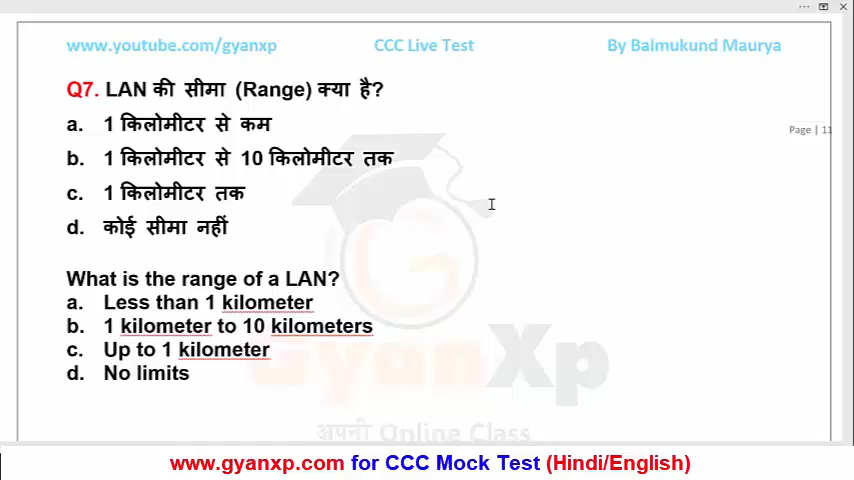 www.youtube.com/gyanxp CCC Live Test By Balmukund Maurya
Q7. LAN की सीमा (Range) क्या है?
Page | 11
a. 1 किलोमीटर से कम
b. 1 किलोमीटर से 10 किलोमीटर तक
c. 1 किलोमीटर तक
d. कोई सीमा नहीं
What is the range of a LAN?
a. Less than 1 kilometer
b. 1 kilometer to 10 kilometers
c. Up to 1 kilometer
d. No limits
GyanXp
अपनी Online Class
www.gyanxp.com for CCC Mock Test (Hindi/English)